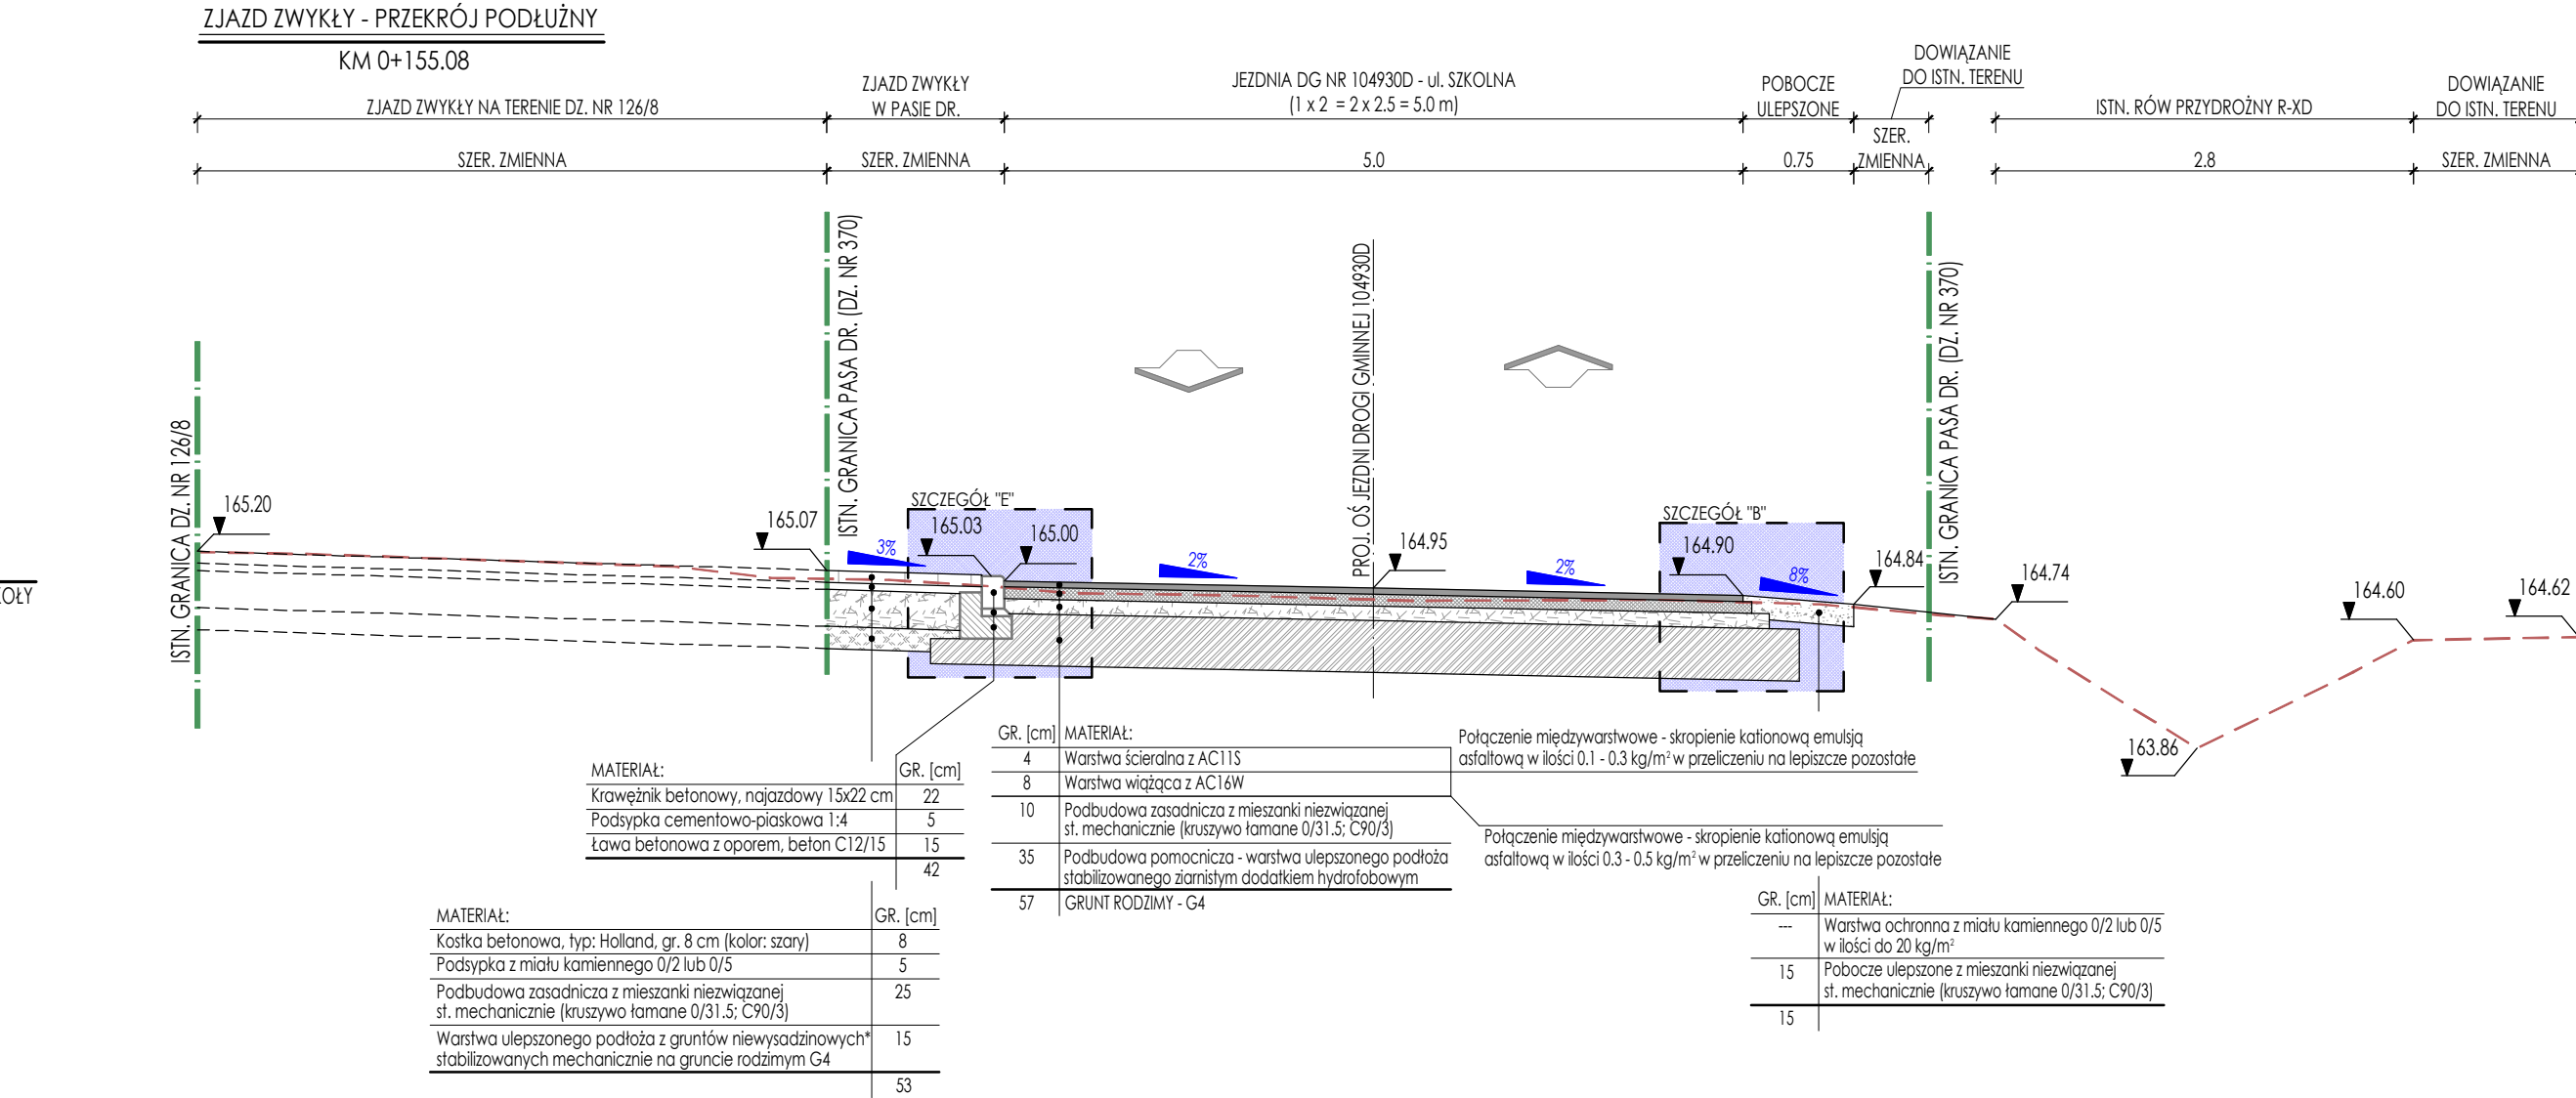 ZJAZD ZWYKŁY - PRZEKRÓJ PODŁUŻNY
KM 0+155.08
ZJAZD ZWYKŁY NA TERENIE DZ. NR 126/8
ZJAZD ZWYKŁY
W PASIE DR.
JEZDNIA DG NR 104930D - ul. SZKOLNA
(1 x 2 = 2 x 2.5 = 5.0 m)
POBOCZE
ULEPSZONE
DOWIĄZANIE
DO ISTN. TERENU
ISTN. RÓW PRZYDROŻNY R-XD
DOWIĄZANIE
DO ISTN. TERENU
SZER. ZMIENNA
SZER. ZMIENNA
5.0
0.75
SZER.
ZMIENNA
2.8
SZER. ZMIENNA
ISTN. GRANICA DZ. NR 126/8
ISTN. GRANICA PASA DR. (DZ. NR 370)
PROJ. OŚ JEZDNI DROGI GMINNEJ 104930D
ISTN. GRANICA PASA DR. (DZ. NR 370)
165.20
165.07
3%
SZCZEGÓŁ "E"
165.03
165.00
2%
164.95
2%
SZCZEGÓŁ "B"
164.90
8%
164.84
164.74
164.60
164.62
163.86
OŁY
MATERIAŁ: GR. [cm]
Krawężnik betonowy, najazdowy 15x22 cm 22
Podsypka cementowo-piaskowa 1:4 5
Ława betonowa z oporem, beton C12/15 15
42
GR. [cm] MATERIAŁ:
4 Warstwa ścieralna z AC11S
8 Warstwa wiążąca z AC16W
10 Podbudowa zasadnicza z mieszanki niezwiązanej
st. mechanicznie (kruszywo łamane 0/31.5; C90/3)
35 Podbudowa pomocnicza - warstwa ulepszonego podłoża
stabilizowanego ziarnistym dodatkiem hydrofobowym
57 GRUNT RODZIMY - G4
Połączenie międzywarstwowe - skropienie kationową emulsją
asfaltową w ilości 0.1 - 0.3 kg/m² w przeliczeniu na lepiszcze pozostałe
Połączenie międzywarstwowe - skropienie kationową emulsją
asfaltową w ilości 0.3 - 0.5 kg/m² w przeliczeniu na lepiszcze pozostałe
MATERIAŁ: GR. [cm]
Kostka betonowa, typ: Holland, gr. 8 cm (kolor: szary) 8
Podsypka z miału kamiennego 0/2 lub 0/5 5
Podbudowa zasadnicza z mieszanki niezwiązanej 25
st. mechanicznie (kruszywo łamane 0/31.5; C90/3)
Warstwa ulepszonego podłoża z gruntów niewysadzinowych* 15
stabilizowanych mechanicznie na gruncie rodzimym G4
53
GR. [cm] MATERIAŁ:
--- Warstwa ochronna z miału kamiennego 0/2 lub 0/5
w ilości do 20 kg/m²
15 Pobocze ulepszone z mieszanki niezwiązanej
st. mechanicznie (kruszywo łamane 0/31.5; C90/3)
15